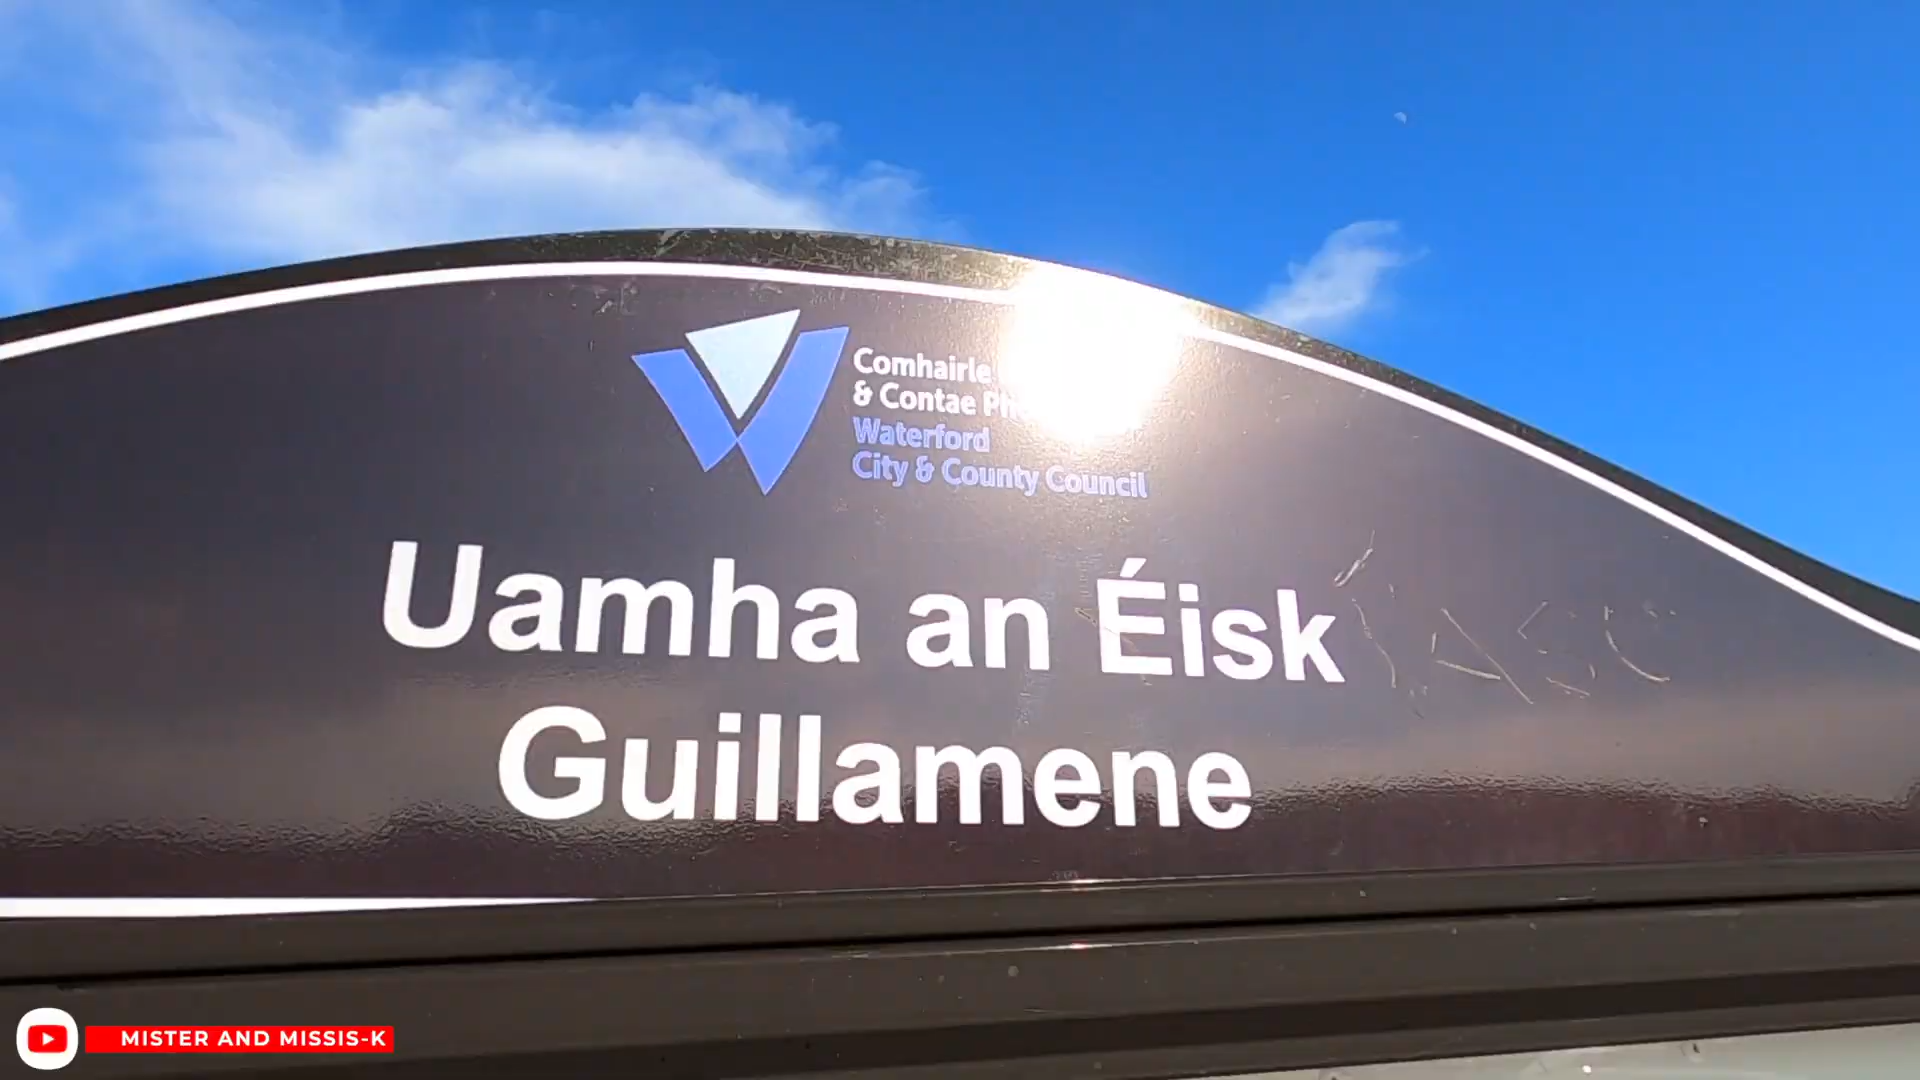 Comhairle
& Contae
Waterford
City & County Council
Uamha an Éisk
Guillamene
MISTER AND MISSIS-K